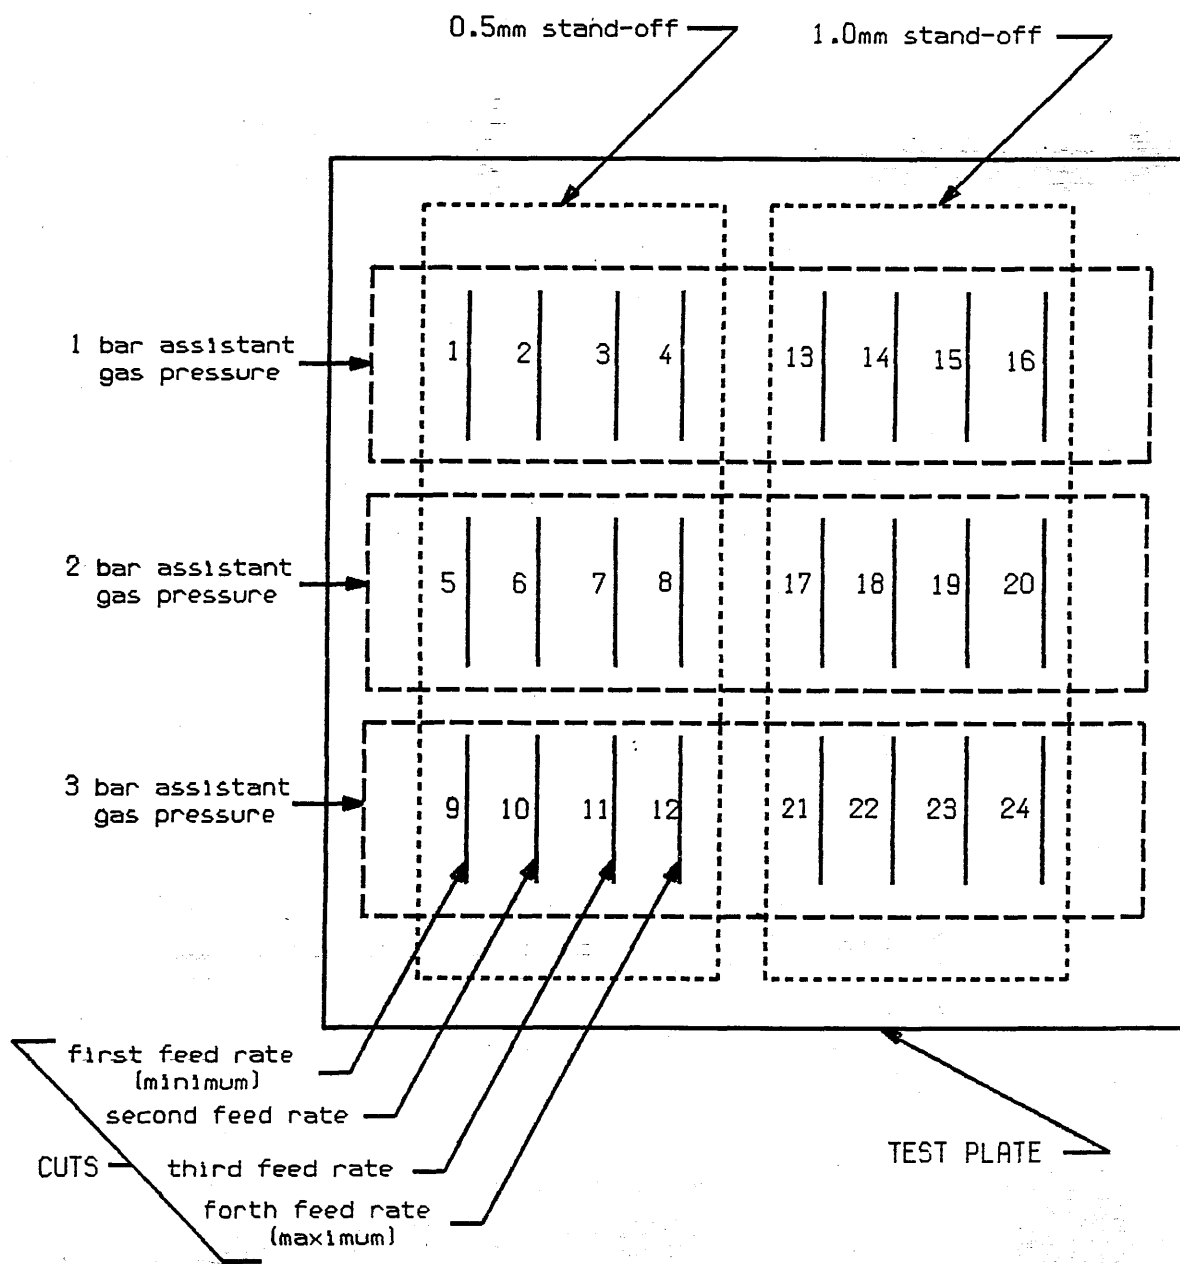 0.5mm stand-off
1.0mm stand-off
1 bar assistant
gas pressure
1 2 3 4 13 14 15 16
2 bar assistant
gas pressure
5 6 7 8 17 18 19 20
3 bar assistant
gas pressure
9 10 11 12 21 22 23 24
first feed rate
(minimum)
second feed rate
CUTS
third feed rate
forth feed rate
(maximum)
TEST PLATE